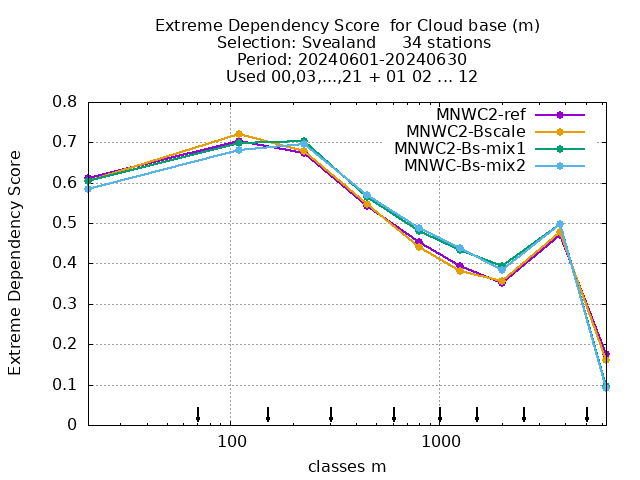 Extreme Dependency Score  for Cloud base (m)
Selection: Svealand     34 stations
Period: 20240601-20240630
Used 00,03,...,21 + 01 02 ... 12
MNWC2-ref
MNWC2-Bscale
MNWC2-Bs-mix1
MNWC-Bs-mix2
Extreme Dependency Score
0.8
0.7
0.6
0.5
0.4
0.3
0.2
0.1
0
100
1000
classes m